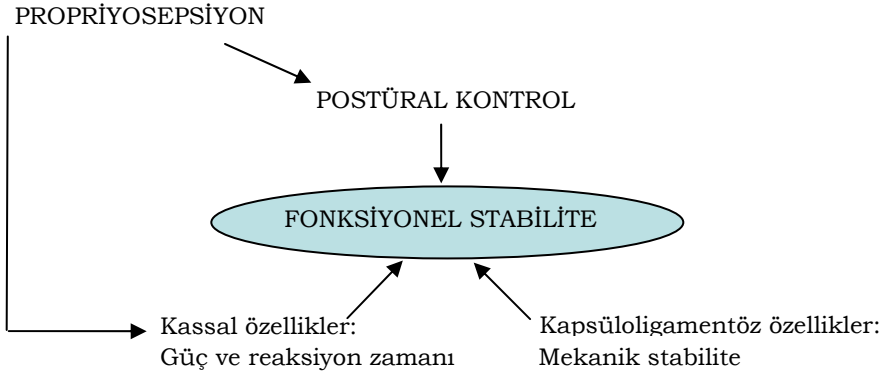 PROPRİYOSEPSİYON
POSTÜRAL KONTROL
FONKSİYONEL STABİLİTE
Kassal özellikler:
Güç ve reaksiyon zamanı
Kapsüloligamentöz özellikler:
Mekanik stabilite